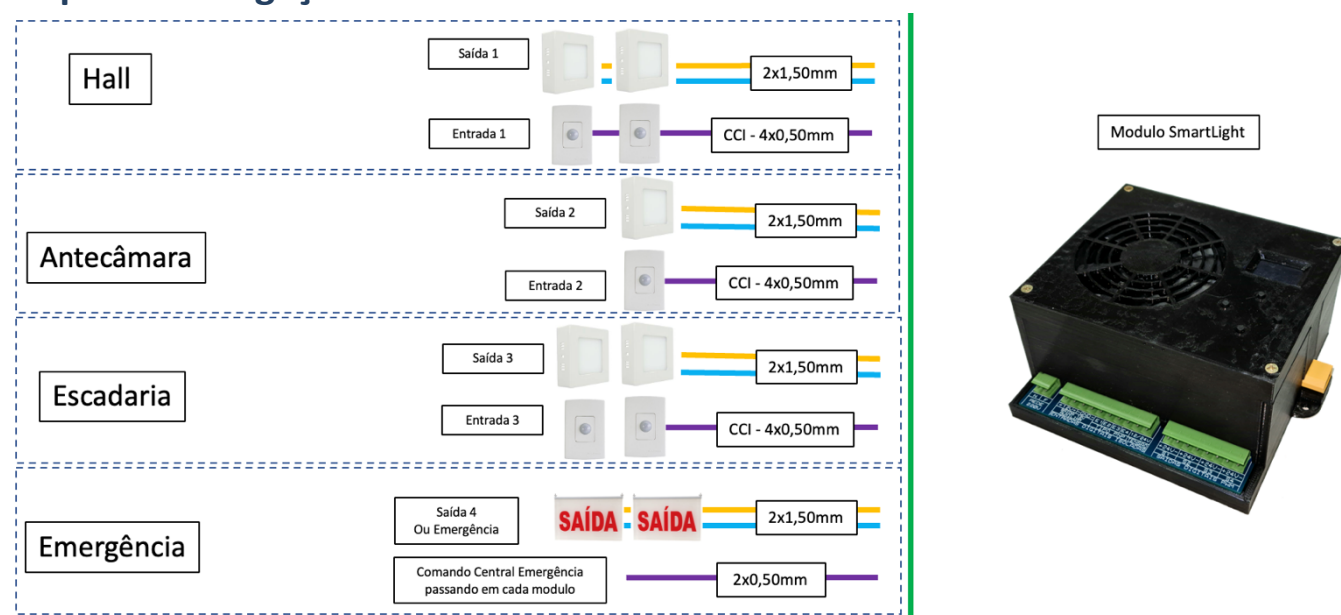 Hall
Saída 1
2x1,50mm
Entrada 1
CCI - 4x0,50mm
Modulo SmartLight
Antecâmara
Saída 2
2x1,50mm
Entrada 2
CCI - 4x0,50mm
Escadaria
Saída 3
2x1,50mm
Entrada 3
CCI - 4x0,50mm
Emergência
Saída 4
Ou Emergência
SAÍDA SAÍDA
2x1,50mm
Comando Central Emergência
passando em cada modulo
2x0,50mm